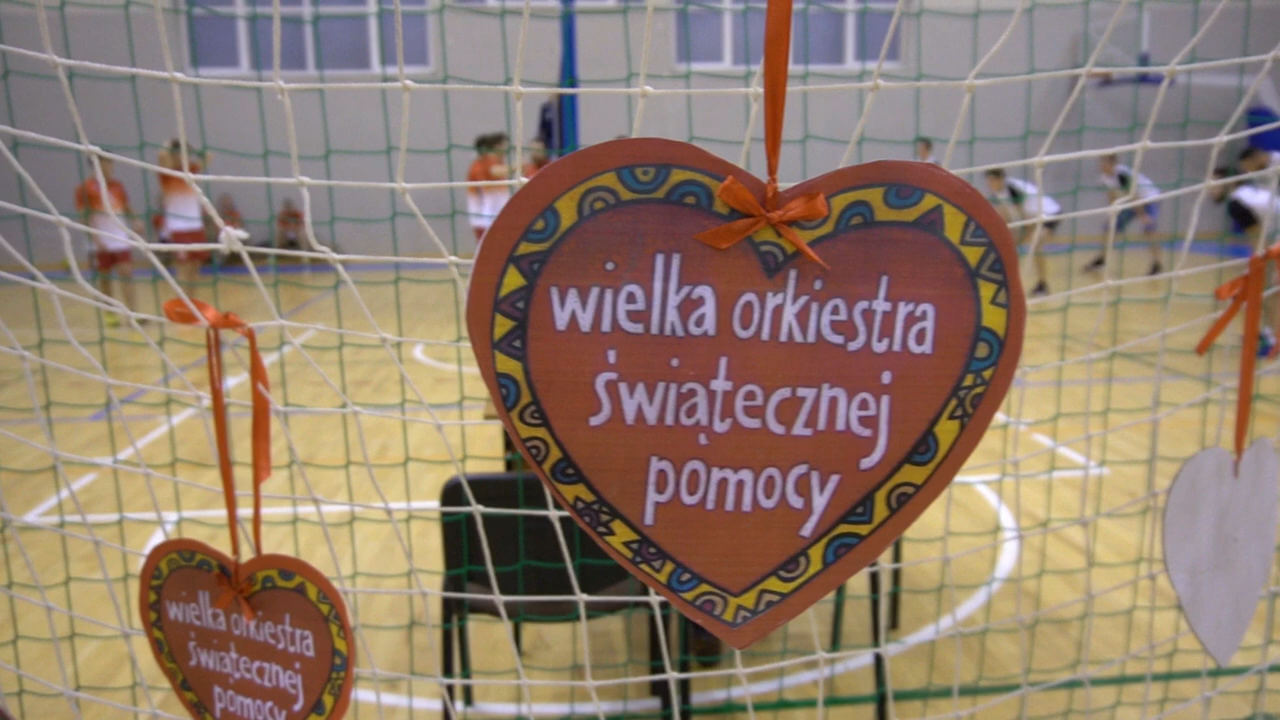 wielka orkiestra
świątecznej
pomocy
wielka orkiestra
świątecznej
pomocy